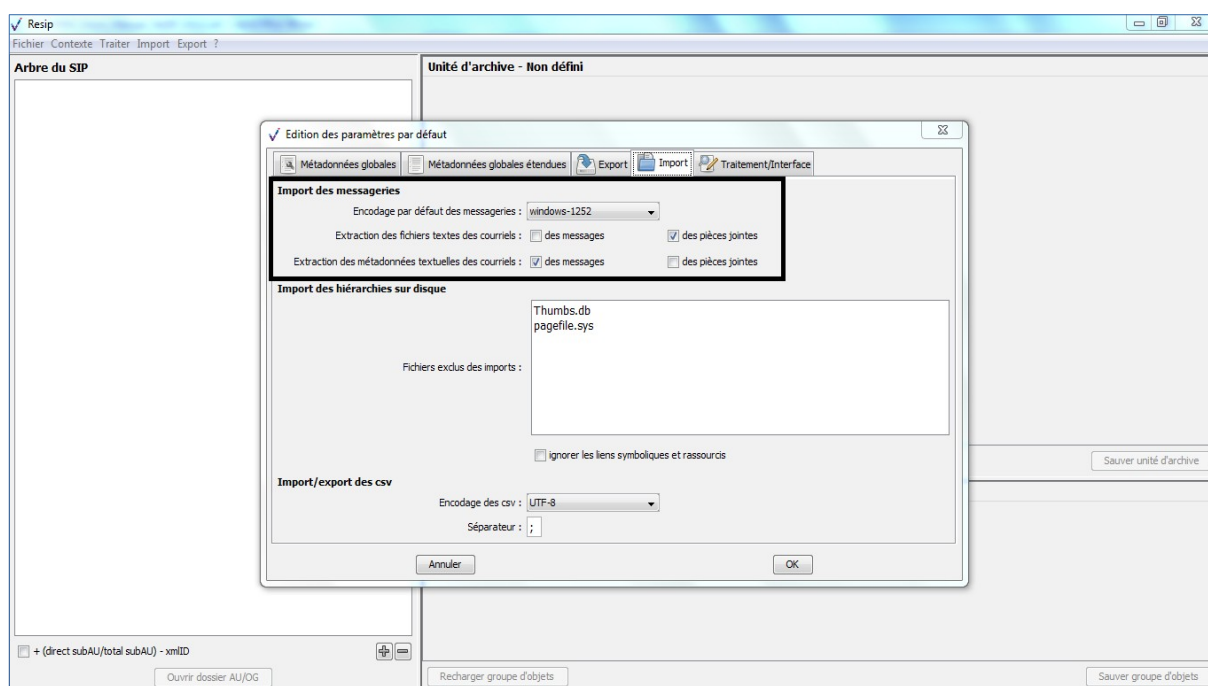 Resip
Fichier Contexte Traiter Import Export ?
Arbre du SIP
Unité d'archive - Non défini
Edition des paramètres par défaut
Métadonnées globales Métadonnées globales étendues Export Import Traitement/Interface
Import des messageries
Encodage par défaut des messageries : windows-1252
Extraction des fichiers textes des courriels : des messages des pièces jointes
Extraction des métadonnées textuelles des courriels : des messages des pièces jointes
Import des hiérarchies sur disque
Thumbs.db
pagefile.sys
Fichiers exclus des imports :
ignorer les liens symboliques et rassourcis
Sauver unité d'archive
Import/export des csv
Encodage des csv : UTF-8
Séparateur : ;
Annuler OK
+ (direct subAU/total subAU) - xmlID
Ouvrir dossier AU/OG Recharger groupe d'objets Sauver groupe d'objets